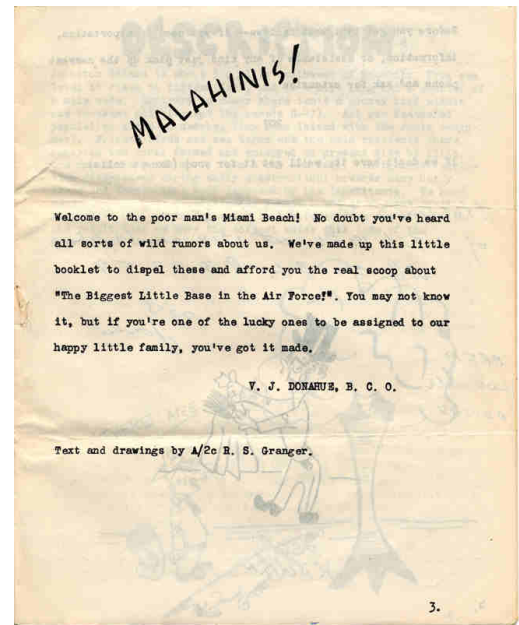 MALAHINIS!
Welcome to the poor man's Miami Beach! No doubt you've heard
all sorts of wild rumors about us. We've made up this little
booklet to dispel these and afford you the real scoop about
"The Biggest Little Base in the Air Force!". You may not know
it, but if you're one of the lucky ones to be assigned to our
happy little family, you've got it made.
V. J. DONAHUE, B. C. O.
Text and drawings by A/2c R. S. Granger.
3.